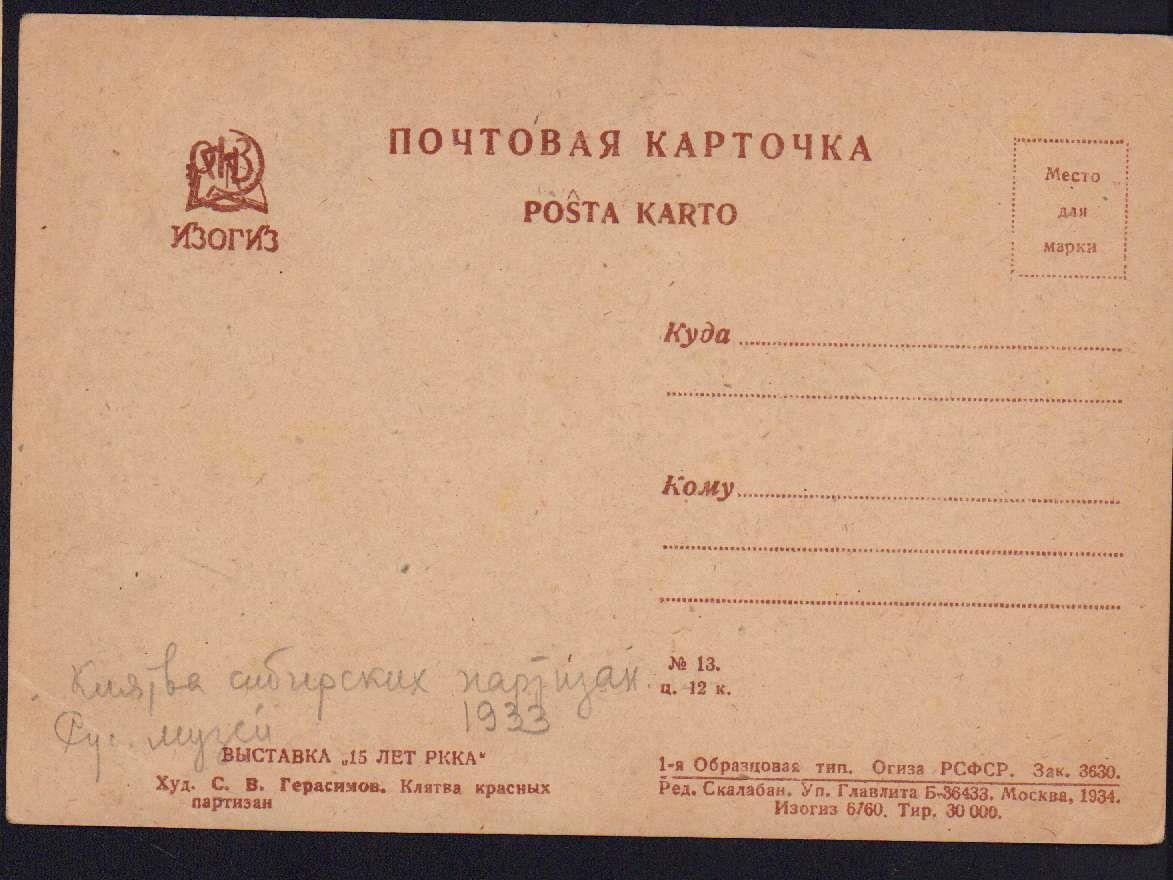 ПОЧТОВАЯ КАРТОЧКА
POŜTA KARTO
ИЗОГИЗ
Место
для
марки
Куда
Кому
№ 13.
ц. 12 к.
Клятва сибирских партизан.
Рус. музей 1933
ВЫСТАВКА „15 ЛЕТ РККА“
Худ. С. В. Герасимов. Клятва красных
партизан
1-я Образцовая тип. Огиза РСФСР. Зак. 3630.
Ред. Скалабан. Уп. Главлита Б-36433. Москва, 1934.
Изогиз 6/60. Тир. 30 000.